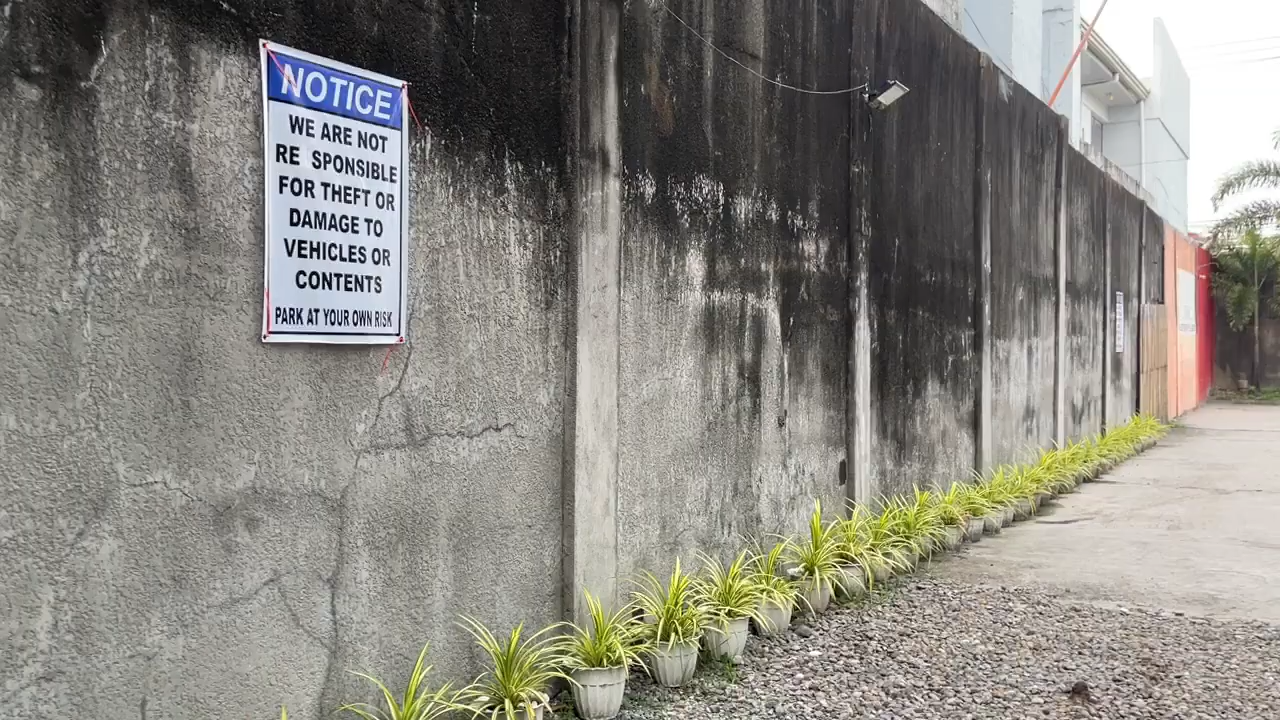 NOTICE
WE ARE NOT
RE SPONSIBLE
FOR THEFT OR
DAMAGE TO
VEHICLES OR
CONTENTS
PARK AT YOUR OWN RISK